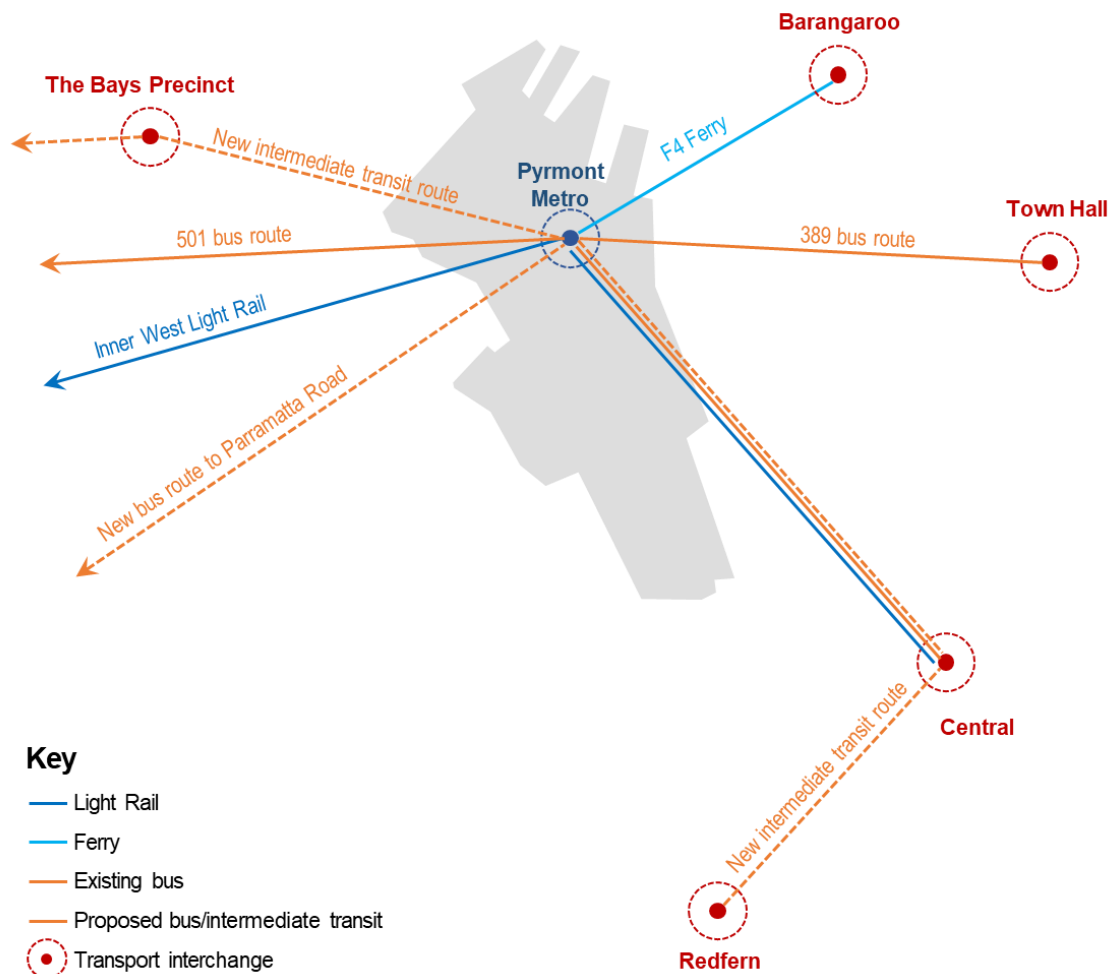 Barangaroo
The Bays Precinct
New intermediate transit route
F4 Ferry
Pyrmont
Metro
Town Hall
501 bus route
389 bus route
Inner West Light Rail
New bus route to Parramatta Road
Central
New intermediate transit route
Redfern
Key
Light Rail
Ferry
Existing bus
Proposed bus/intermediate transit
Transport interchange